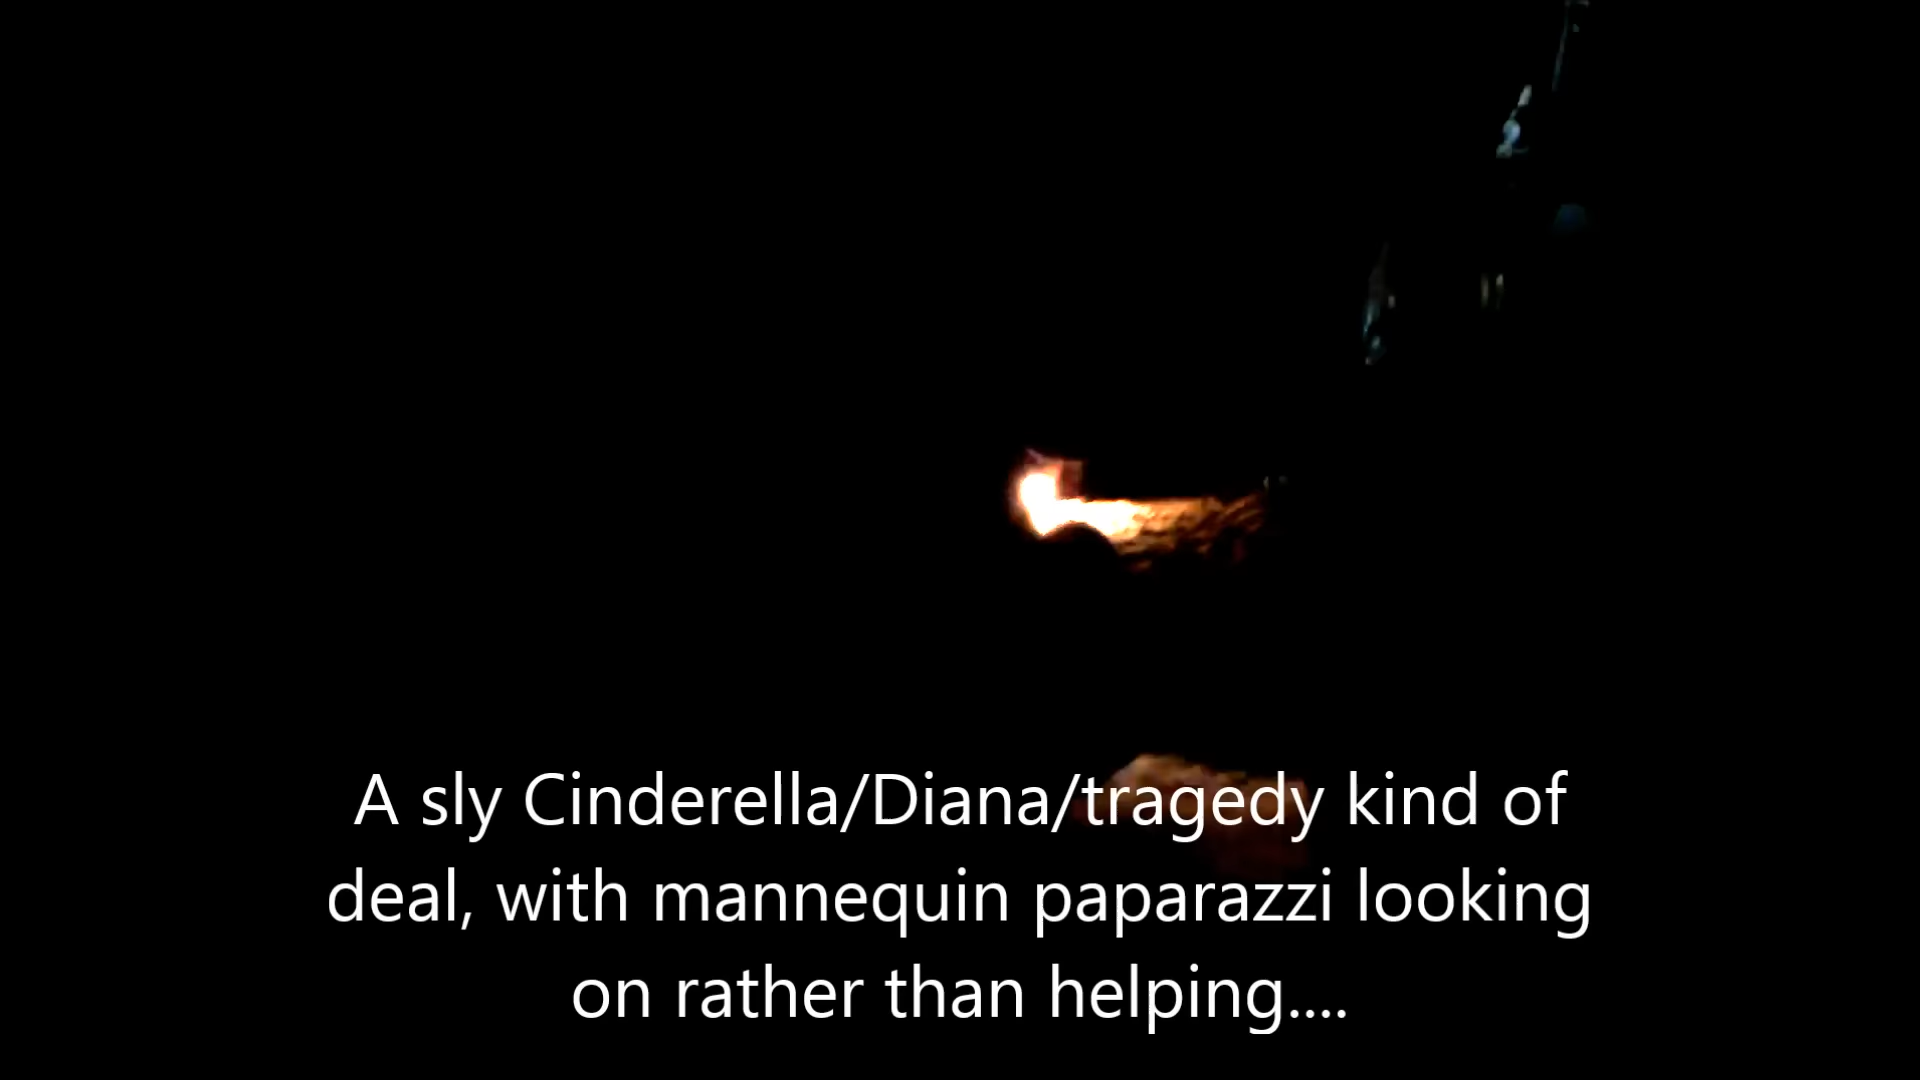 A sly Cinderella/Diana/tragedy kind of
deal, with mannequin paparazzi looking
on rather than helping....